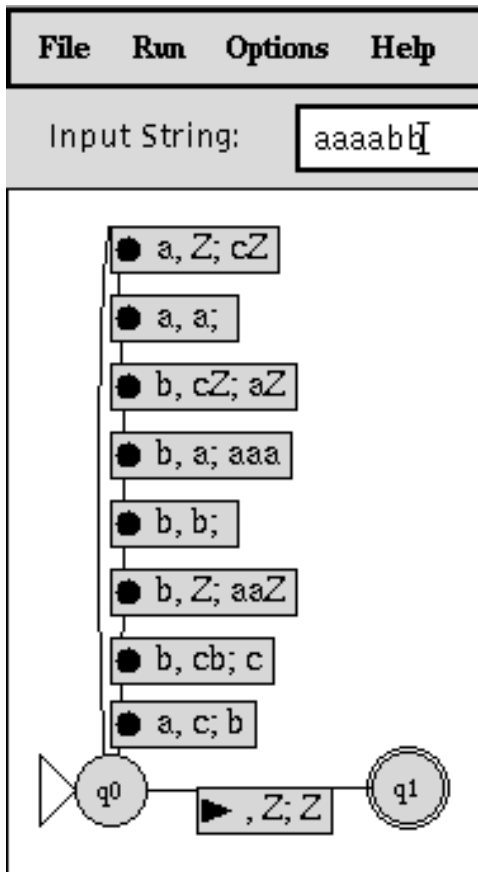 File Run Options Help
Input String: aaaabb
a, Z; cZ
a, a;
b, cZ; aZ
b, a; aaa
b, b;
b, Z; aaZ
b, cb; c
a, c; b
q0
, Z; Z
q1